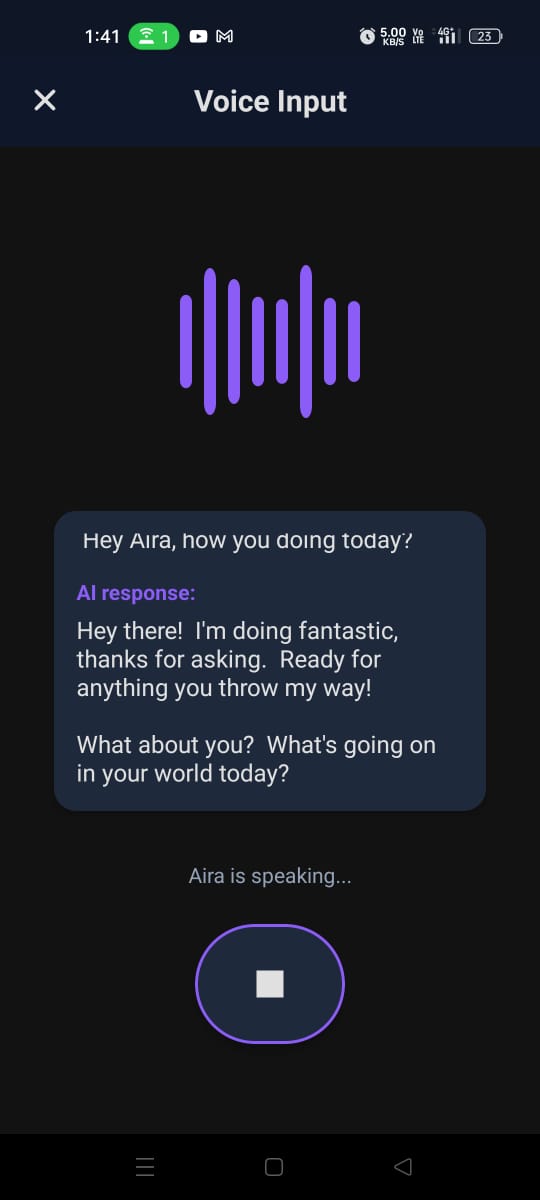 1:41 1 5.00 KB/S Vo LTE 4G+ 23
Voice Input
Hey Aira, how you doing today?
AI response:
Hey there!  I'm doing fantastic,
thanks for asking.  Ready for
anything you throw my way!
What about you?  What's going on
in your world today?
Aira is speaking...